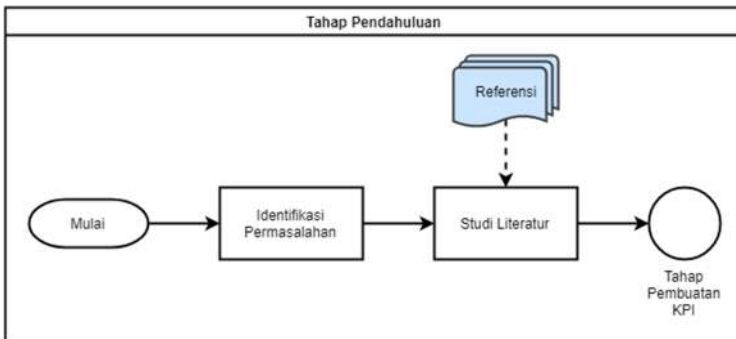 Tahap Pendahuluan
Referensi
Mulai
Identifikasi
Permasalahan
Studi Literatur
Tahap
Pembuatan
KPI